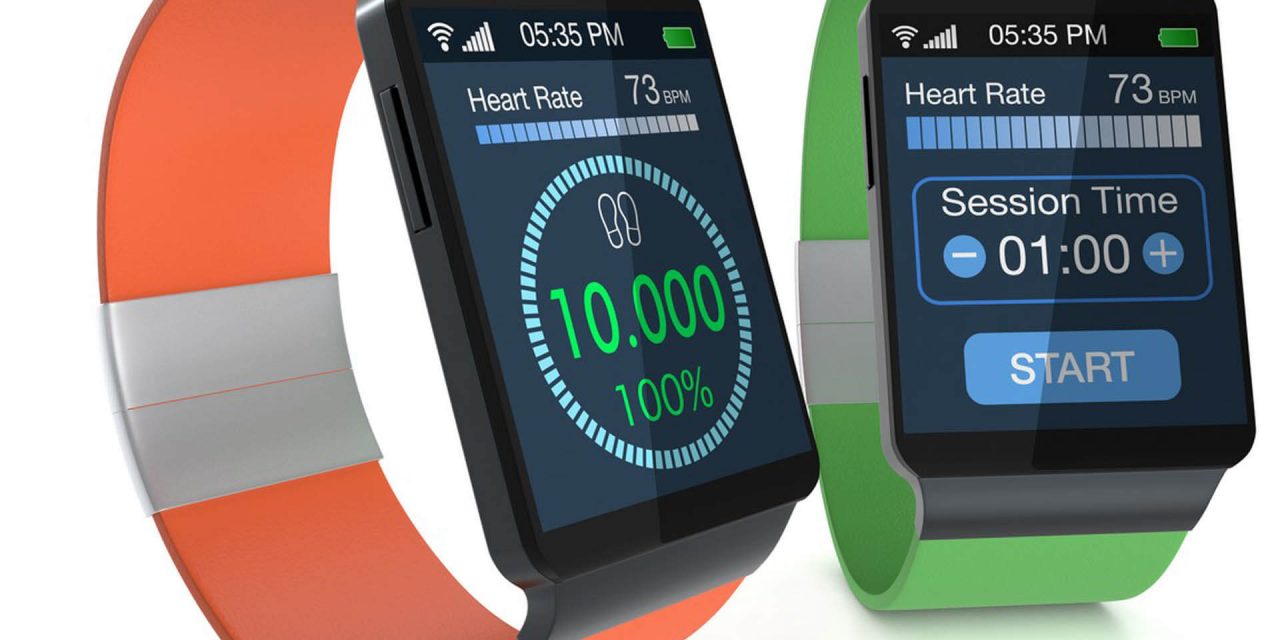 05:35 PM
Heart Rate 73 BPM
10.000
100%
05:35 PM
Heart Rate 73 BPM
Session Time
− 01:00 +
START